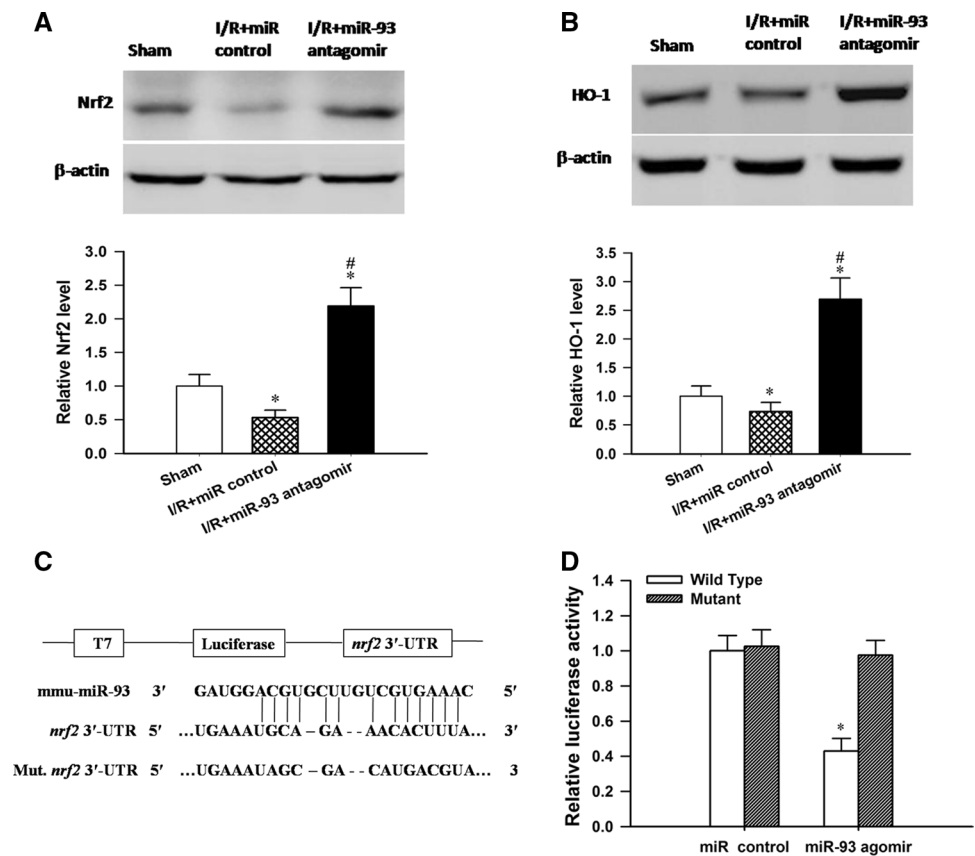 A
Sham
I/R+miR control
I/R+miR-93 antagomir
Nrf2
β-actin
3.0
2.5
2.0
1.5
1.0
0.5
0.0
Relative Nrf2 level
*
#
*
Sham
I/R+miR control
I/R+miR-93 antagomir
B
Sham
I/R+miR control
I/R+miR-93 antagomir
HO-1
β-actin
3.5
3.0
2.5
2.0
1.5
1.0
0.5
0.0
Relative HO-1 level
*
#
*
Sham
I/R+miR control
I/R+miR-93 antagomir
C
T7
Luciferase
nrf2 3′-UTR
mmu-miR-93 3′ GAUGGACGUGCUUGUCGUGAAAC 5′
nrf2 3′-UTR 5′ ...UGAAAUGCA –GA- -AACACUUUA... 3′
Mut. nrf2 3′-UTR 5′ ...UGAAAUAGC –GA- -CAUGACGUA... 3
D
Wild Type
Mutant
1.4
1.2
1.0
0.8
0.6
0.4
0.2
0.0
Relative luciferase activity
*
miR control
miR-93 agomir